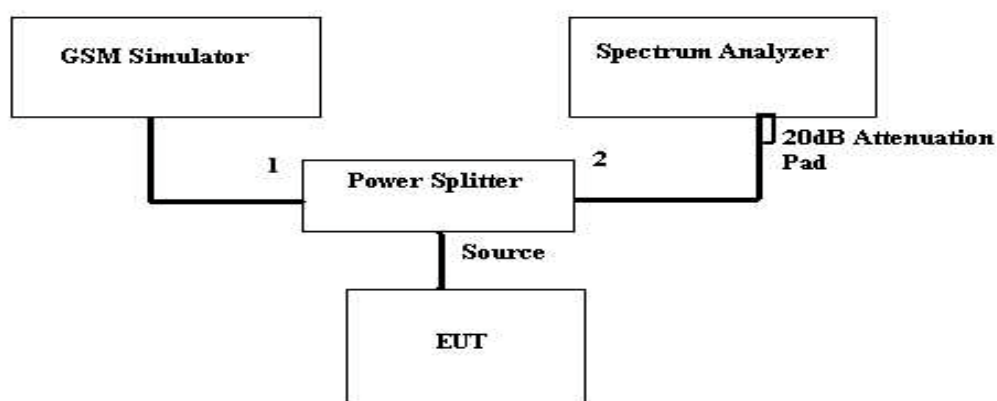 GSM Simulator
Spectrum Analyzer
20dB Attenuation
Pad
1
Power Splitter
2
Source
EUT